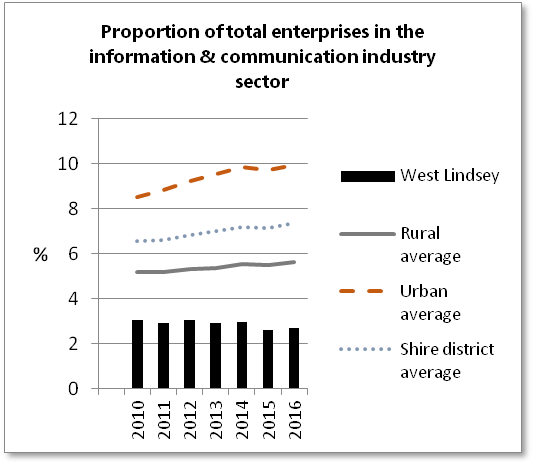 Proportion of total enterprises in the
information & communication industry
sector
12
10
8
6
4
2
0
%
2010
2011
2012
2013
2014
2015
2016
West Lindsey
Rural
average
Urban
average
Shire district
average